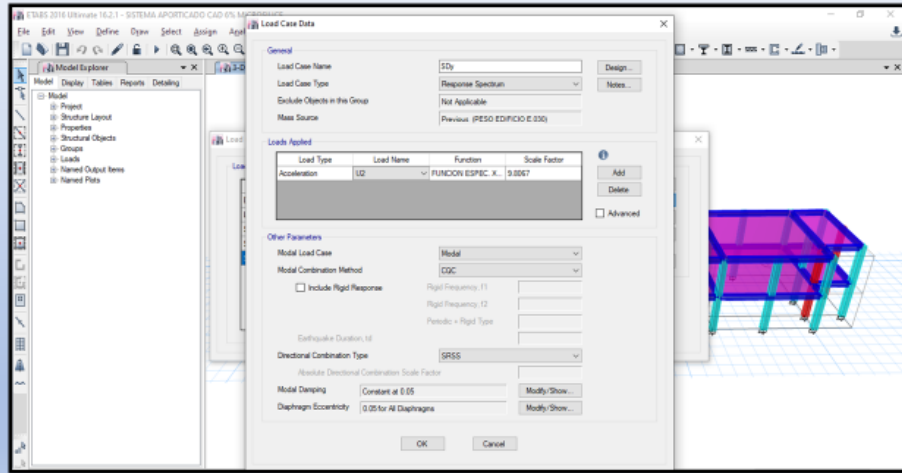 ETABS 2016 Ultimate 16.2.1 - SISTEMA APORTICADO CAD 6%
File Edit View Define Draw Select Assign
Model Explorer
Model Display Tables Reports Detailing
Model
Project
Structure Layout
Properties
Structural Objects
Groups
Loads
Named Output Items
Named Plots
Load Case Data
General
Load Case Name SDy Design...
Load Case Type Response Spectrum Notes...
Exclude Objects in this Group Not Applicable
Mass Source Previous (PESO EDIFICIO E.030)
Loads Applied
Load Type Load Name Function Scale Factor
Acceleration U2 FUNCION ESPEC. X... 9.8067
Add
Delete
Advanced
Other Parameters
Modal Load Case Modal
Modal Combination Method CQC
Include Rigid Response Rigid Frequency, f1
Rigid Frequency, f2
Periodic + Rigid Type
Earthquake Duration, td
Directional Combination Type SRSS
Absolute Directional Combination Scale Factor
Modal Damping Constant at 0.05 Modify/Show...
Diaphragm Eccentricity 0.05 for All Diaphragms Modify/Show...
OK Cancel